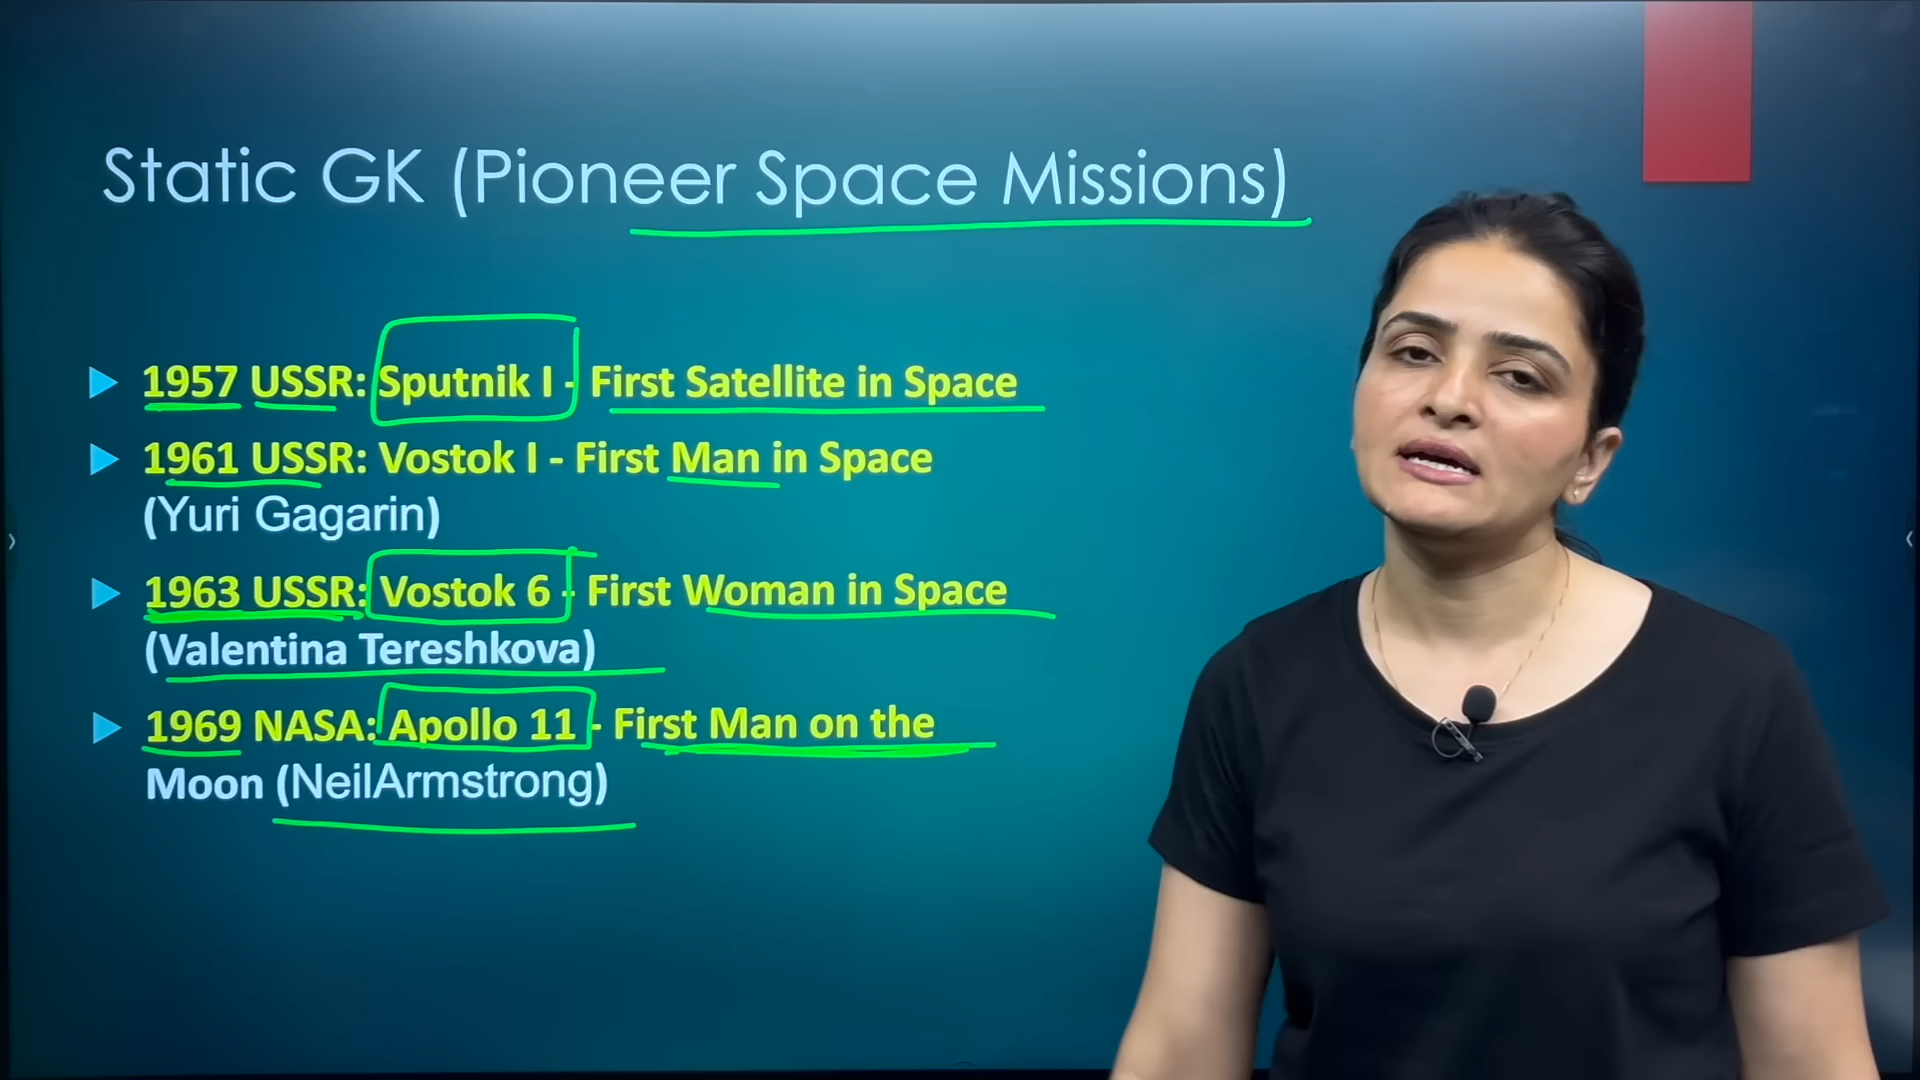 Static GK (Pioneer Space Missions)
1957 USSR: Sputnik I - First Satellite in Space
1961 USSR: Vostok I - First Man in Space
(Yuri Gagarin)
1963 USSR: Vostok 6 - First Woman in Space
(Valentina Tereshkova)
1969 NASA: Apollo 11 - First Man on the
Moon (NeilArmstrong)